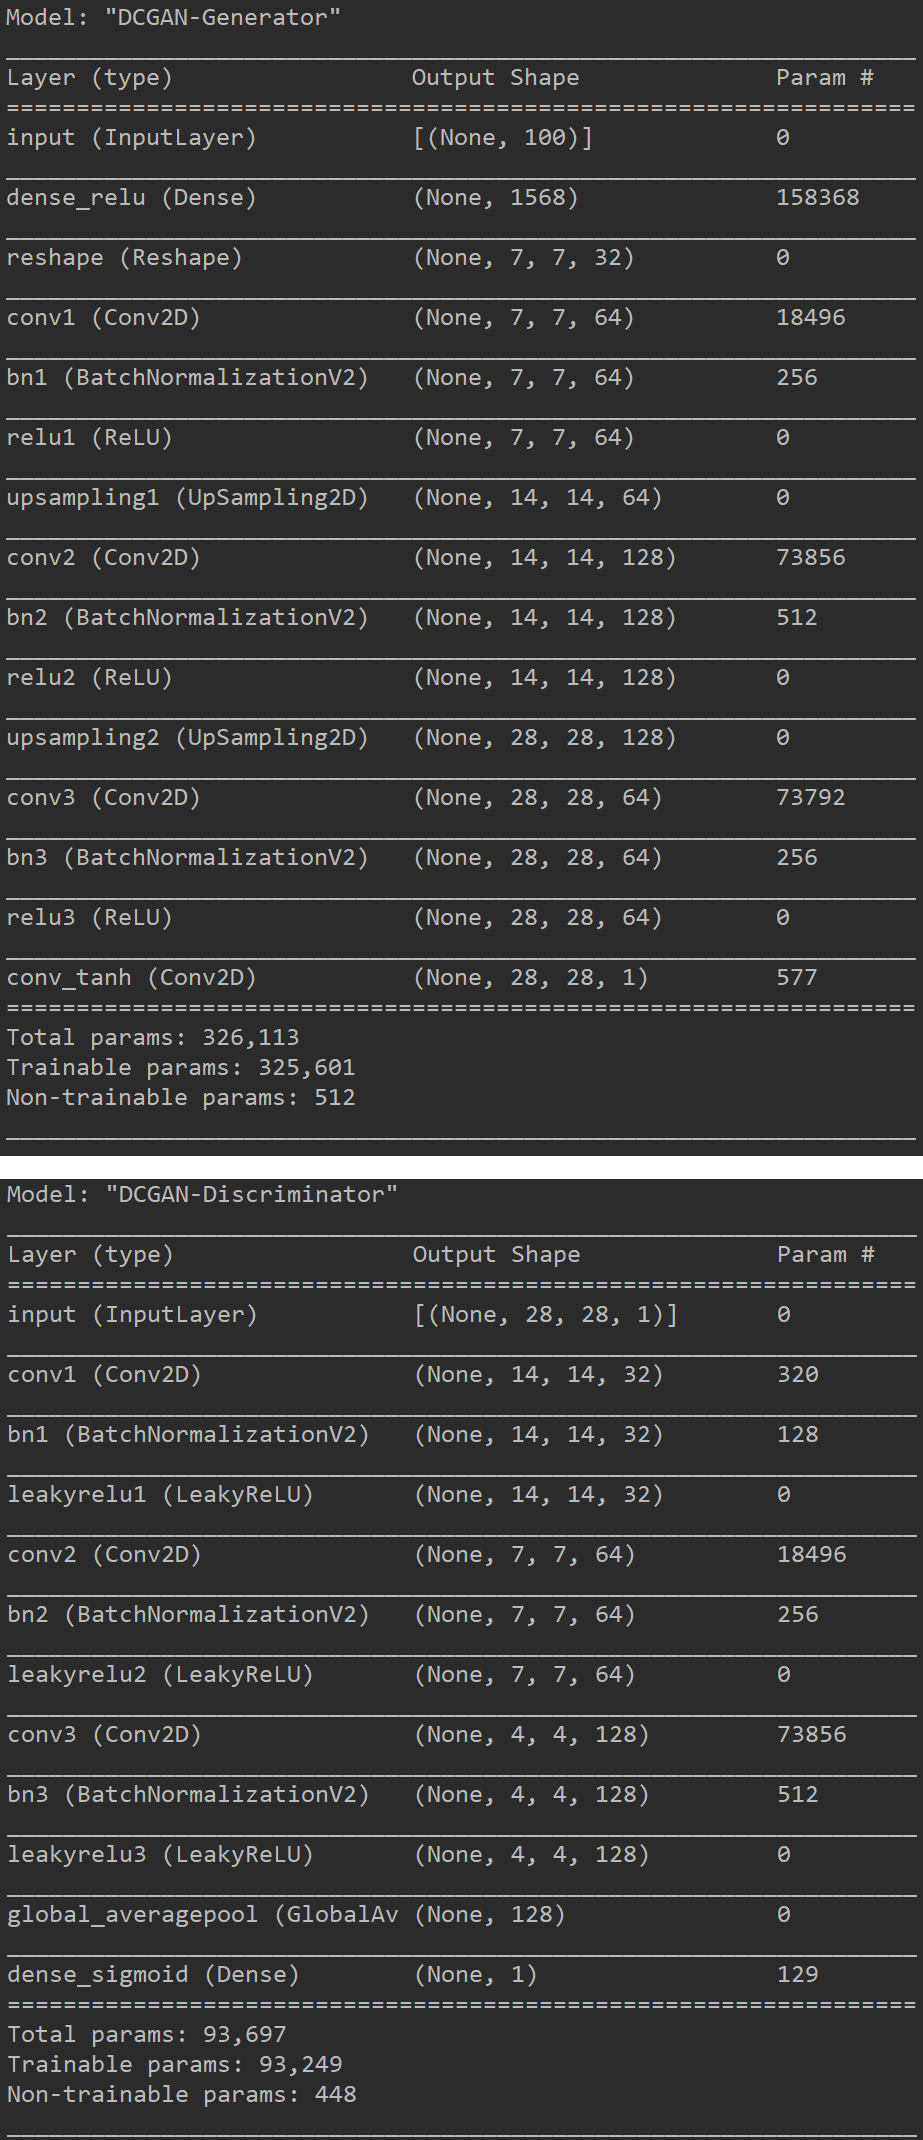 Model: "DCGAN-Generator"
Layer (type) Output Shape Param #
=================================================================
input (InputLayer) [(None, 100)] 0
dense_relu (Dense) (None, 1568) 158368
reshape (Reshape) (None, 7, 7, 32) 0
conv1 (Conv2D) (None, 7, 7, 64) 18496
bn1 (BatchNormalizationV2) (None, 7, 7, 64) 256
relu1 (ReLU) (None, 7, 7, 64) 0
upsampling1 (UpSampling2D) (None, 14, 14, 64) 0
conv2 (Conv2D) (None, 14, 14, 128) 73856
bn2 (BatchNormalizationV2) (None, 14, 14, 128) 512
relu2 (ReLU) (None, 14, 14, 128) 0
upsampling2 (UpSampling2D) (None, 28, 28, 128) 0
conv3 (Conv2D) (None, 28, 28, 64) 73792
bn3 (BatchNormalizationV2) (None, 28, 28, 64) 256
relu3 (ReLU) (None, 28, 28, 64) 0
conv_tanh (Conv2D) (None, 28, 28, 1) 577
=================================================================
Total params: 326,113
Trainable params: 325,601
Non-trainable params: 512
Model: "DCGAN-Discriminator"
Layer (type) Output Shape Param #
=================================================================
input (InputLayer) [(None, 28, 28, 1)] 0
conv1 (Conv2D) (None, 14, 14, 32) 320
bn1 (BatchNormalizationV2) (None, 14, 14, 32) 128
leakyrelu1 (LeakyReLU) (None, 14, 14, 32) 0
conv2 (Conv2D) (None, 7, 7, 64) 18496
bn2 (BatchNormalizationV2) (None, 7, 7, 64) 256
leakyrelu2 (LeakyReLU) (None, 7, 7, 64) 0
conv3 (Conv2D) (None, 4, 4, 128) 73856
bn3 (BatchNormalizationV2) (None, 4, 4, 128) 512
leakyrelu3 (LeakyReLU) (None, 4, 4, 128) 0
global_averagepool (GlobalAv (None, 128) 0
dense_sigmoid (Dense) (None, 1) 129
=================================================================
Total params: 93,697
Trainable params: 93,249
Non-trainable params: 448